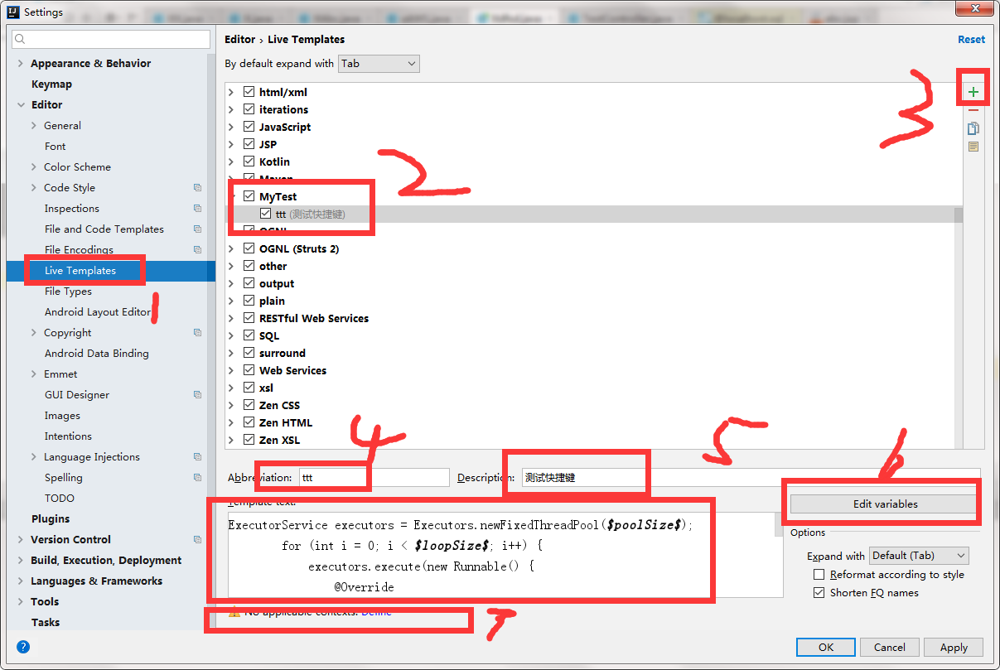 Settings
Appearance & Behavior
Keymap
Editor
General
Font
Color Scheme
Code Style
Inspections
File and Code Templates
File Encodings
Live Templates
File Types
Android Layout Editor
Copyright
Android Data Binding
Emmet
GUI Designer
Images
Intentions
Language Injections
Spelling
TODO
Plugins
Version Control
Build, Execution, Deployment
Languages & Frameworks
Tools
Tasks
1
Editor › Live Templates
Reset
By default expand with Tab
html/xml
iterations
JavaScript
JSP
Kotlin
Maven
MyTest
ttt (测试快捷键)
OGNL
OGNL (Struts 2)
other
output
plain
RESTful Web Services
SQL
surround
Web Services
xsl
Zen CSS
Zen HTML
Zen XSL
2
3
4
5
6
Abbreviation: ttt
Description: 测试快捷键
Template text:
ExecutorService executors = Executors.newFixedThreadPool($poolSize$);
for (int i = 0; i < $loopSize$; i++) {
executors.execute(new Runnable() {
@Override
Edit variables
Options
Expand with Default (Tab)
Reformat according to style
Shorten FQ names
No applicable contexts. Define
7
OK Cancel Apply